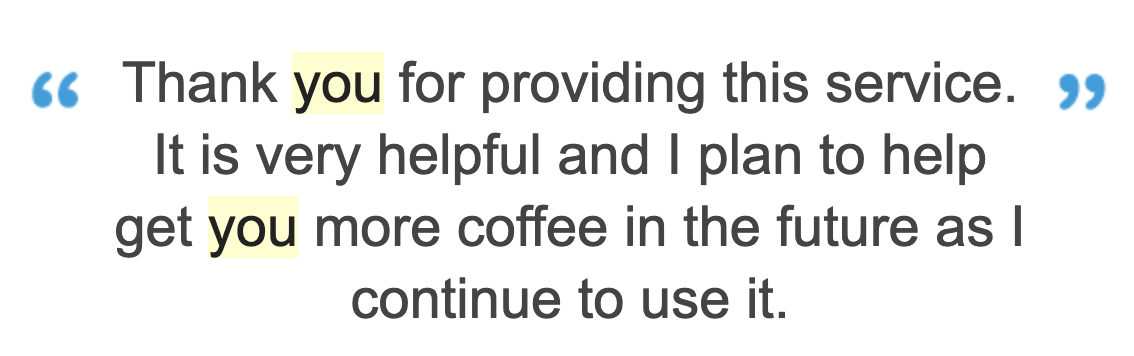 “ Thank you for providing this service. ”
It is very helpful and I plan to help
get you more coffee in the future as I
continue to use it.